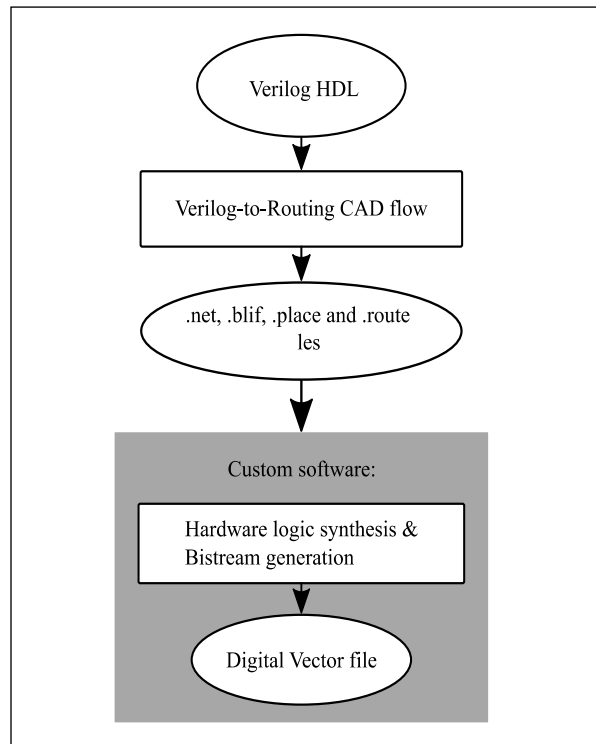 Verilog HDL
Verilog-to-Routing CAD flow
.net, .blif, .place and .route
les
Custom software:
Hardware logic synthesis &
Bistream generation
Digital Vector file